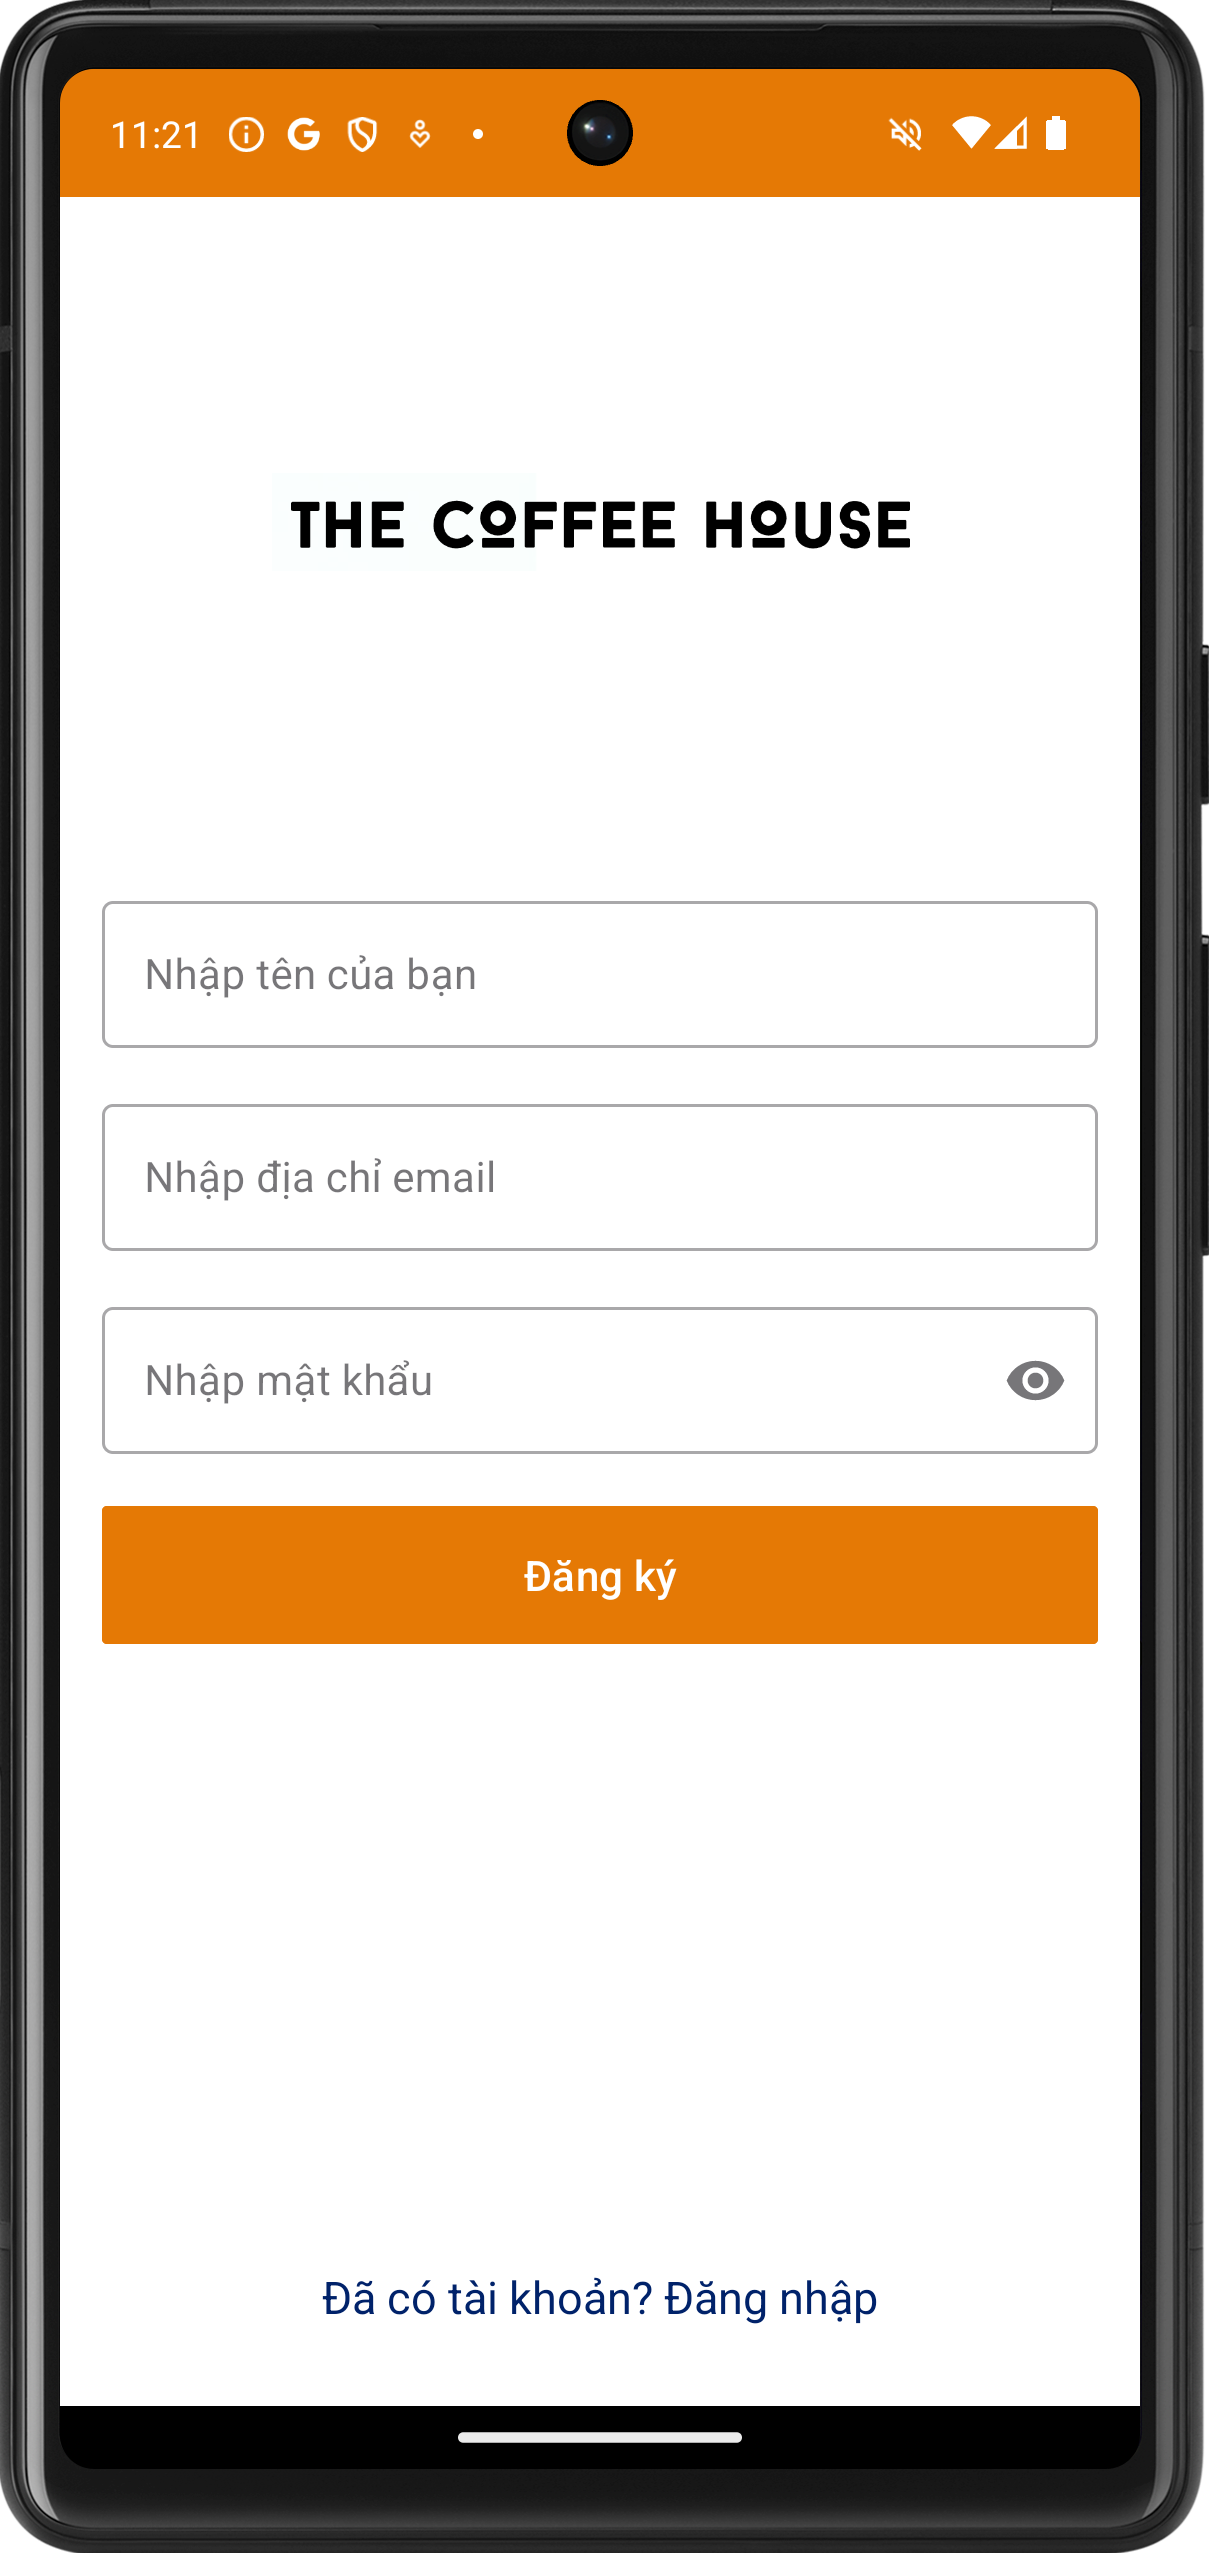 11:21
THE COFFEE HOUSE
Nhập tên của bạn
Nhập địa chỉ email
Nhập mật khẩu
Đăng ký
Đã có tài khoản? Đăng nhập